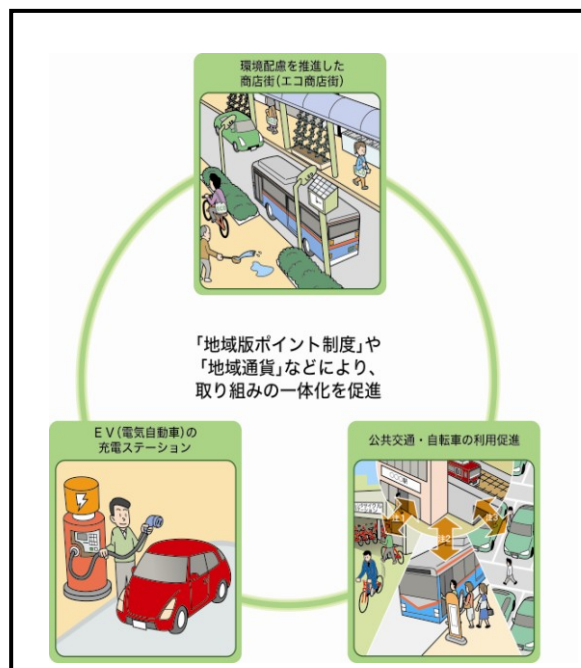 環境配慮を推進した
商店街(エコ商店街)
「地域版ポイント制度」や
「地域通貨」などにより、
取り組みの一体化を促進
EV(電気自動車)の
充電ステーション
公共交通・自転車の利用促進